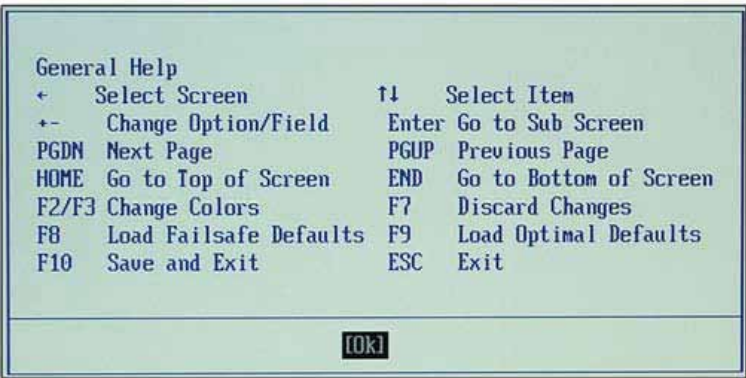 General Help
← Select Screen ↑↓ Select Item
+- Change Option/Field Enter Go to Sub Screen
PGDN Next Page PGUP Previous Page
HOME Go to Top of Screen END Go to Bottom of Screen
F2/F3 Change Colors F7 Discard Changes
F8 Load Failsafe Defaults F9 Load Optimal Defaults
F10 Save and Exit ESC Exit
[Ok]